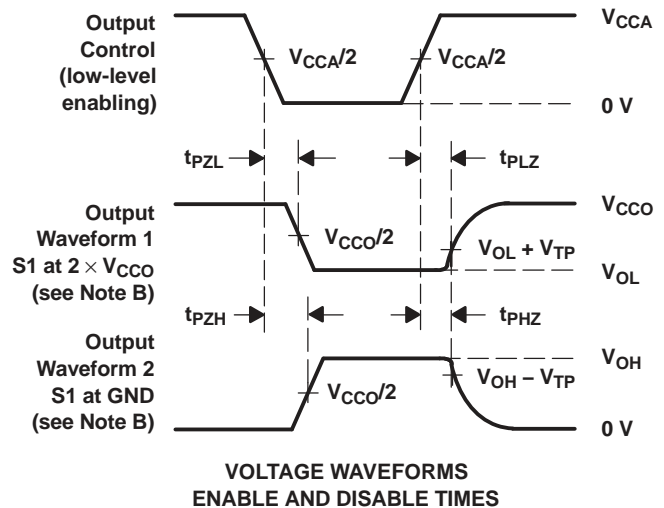 Output
Control
(low-level
enabling)
VCCA/2
VCCA/2
VCCA
0 V
tPZL
tPLZ
Output
Waveform 1
S1 at 2 × VCCO
(see Note B)
VCCO/2
VCCO
VOL + VTP
VOL
tPZH
tPHZ
Output
Waveform 2
S1 at GND
(see Note B)
VCCO/2
VOH
VOH − VTP
0 V
VOLTAGE WAVEFORMS
ENABLE AND DISABLE TIMES